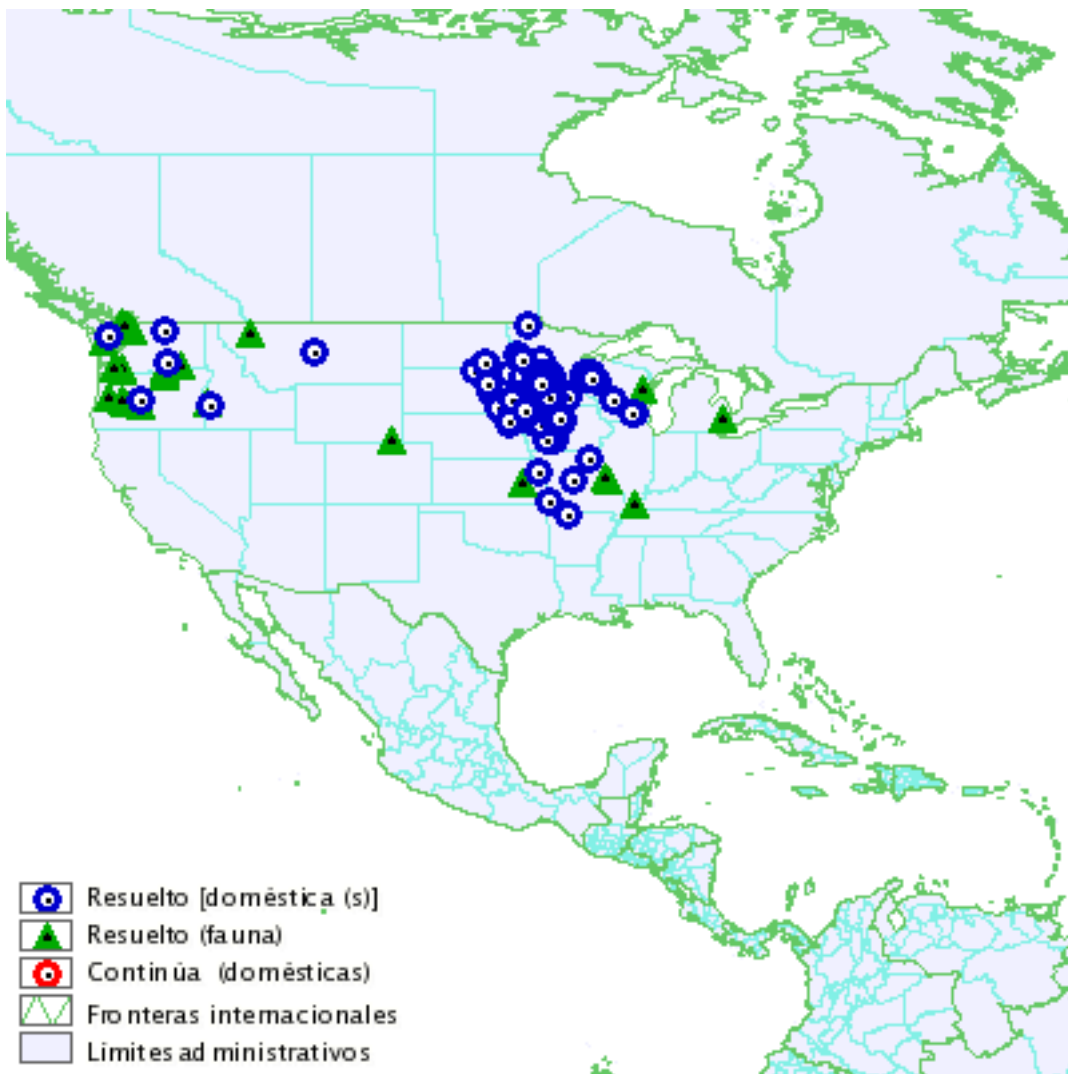 Resuelto [doméstica (s)]
Resuelto (fauna)
Continúa (domésticas)
Fronteras internacionales
Límites administrativos